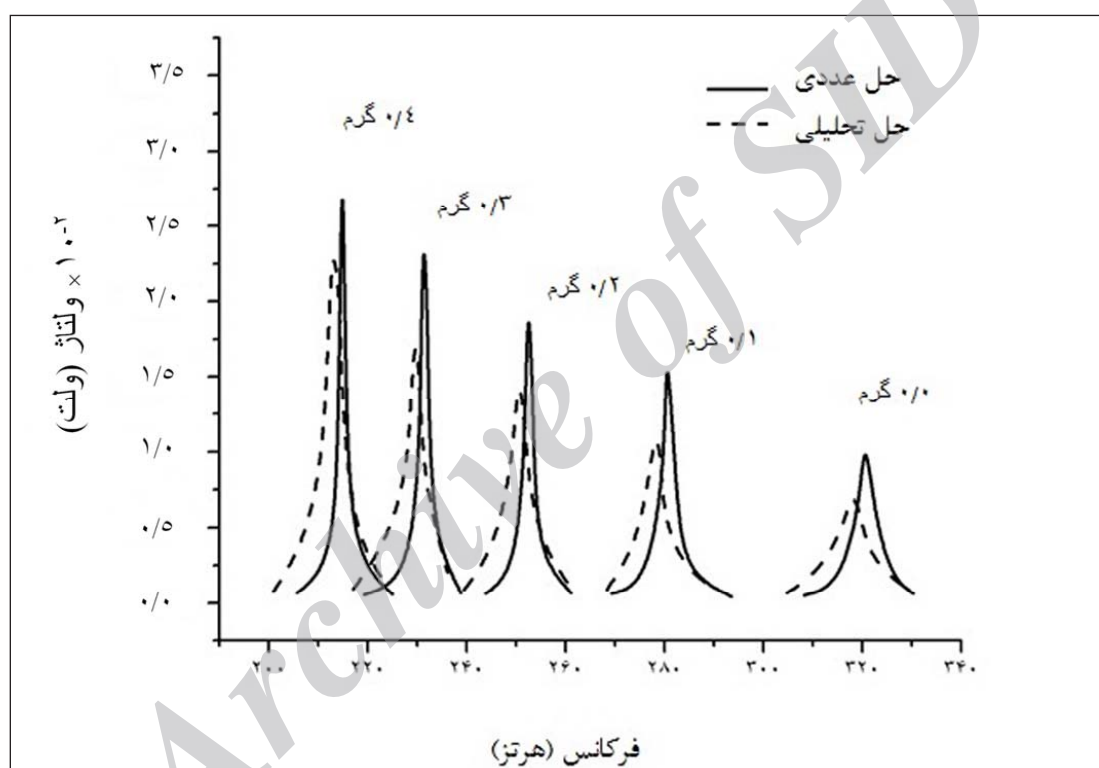 ۳/۵
۳/۰
۲/۵
۲/۰
۱/۵
۱/۰
۰/۵
۰/۰
ولتاژ (ولت) × ۱۰-۲
حل عددی
حل تحلیلی
۰/٤ گرم
۰/۳ گرم
۰/۲ گرم
۰/۱ گرم
۰/۰ گرم
۲۰۰ ۲۲۰ ۲۴۰ ۲۶۰ ۲۸۰ ۳۰۰ ۳۲۰ ۳۴۰
فرکانس (هرتز)
Archive of SID